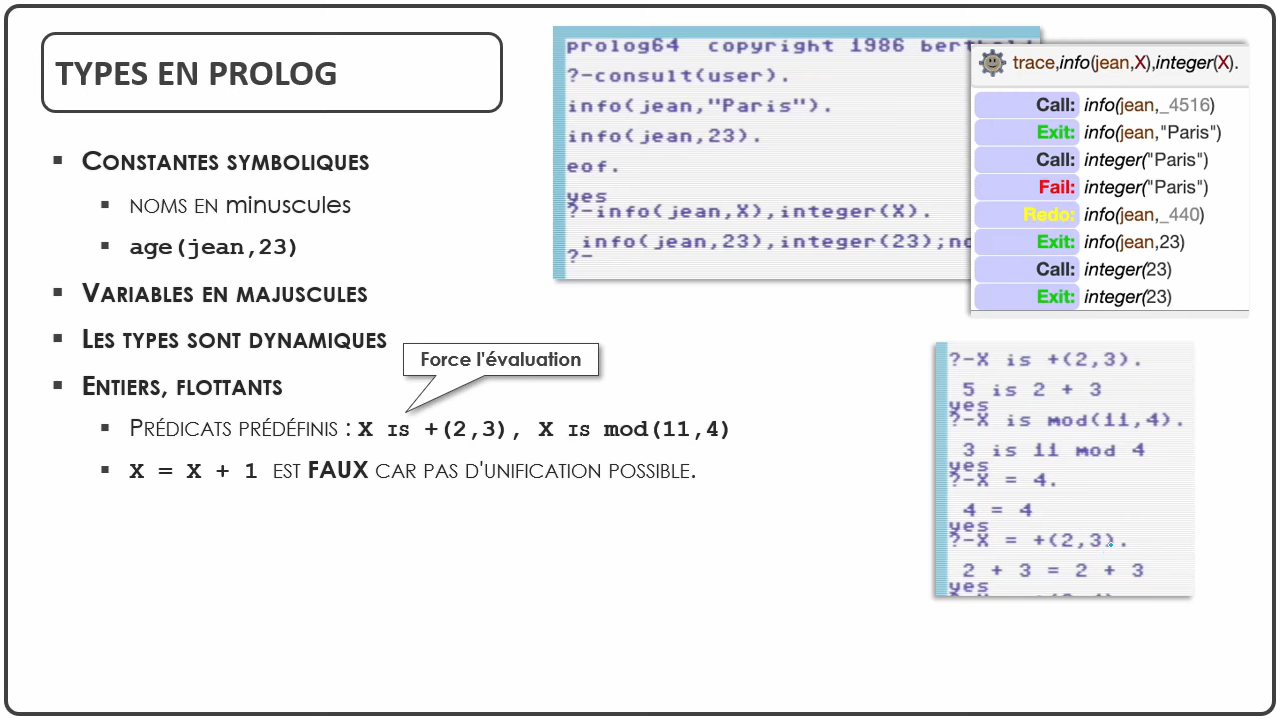 TYPES EN PROLOG
CONSTANTES SYMBOLIQUES
NOMS EN minuscules
age(jean,23)
VARIABLES EN MAJUSCULES
LES TYPES SONT DYNAMIQUES
Force l'évaluation
ENTIERS, FLOTTANTS
PRÉDICATS PRÉDÉFINIS : X IS +(2,3), X IS mod(11,4)
X = X + 1 EST FAUX CAR PAS D'UNIFICATION POSSIBLE.
prolog64 copyright 1986
?-consult(user).
info(jean,"Paris").
info(jean,23).
eof.
yes
?-info(jean,X),integer(X).
info(jean,23),integer(23);no
?-
trace,info(jean,X),integer(X).
Call: info(jean,_4516)
Exit: info(jean,"Paris")
Call: integer("Paris")
Fail: integer("Paris")
Redo: info(jean,_440)
Exit: info(jean,23)
Call: integer(23)
Exit: integer(23)
?-X is +(2,3).
5 is 2 + 3
yes
?-X is mod(11,4).
3 is 11 mod 4
yes
?-X = 4.
4 = 4
yes
?-X = +(2,3).
2 + 3 = 2 + 3
yes